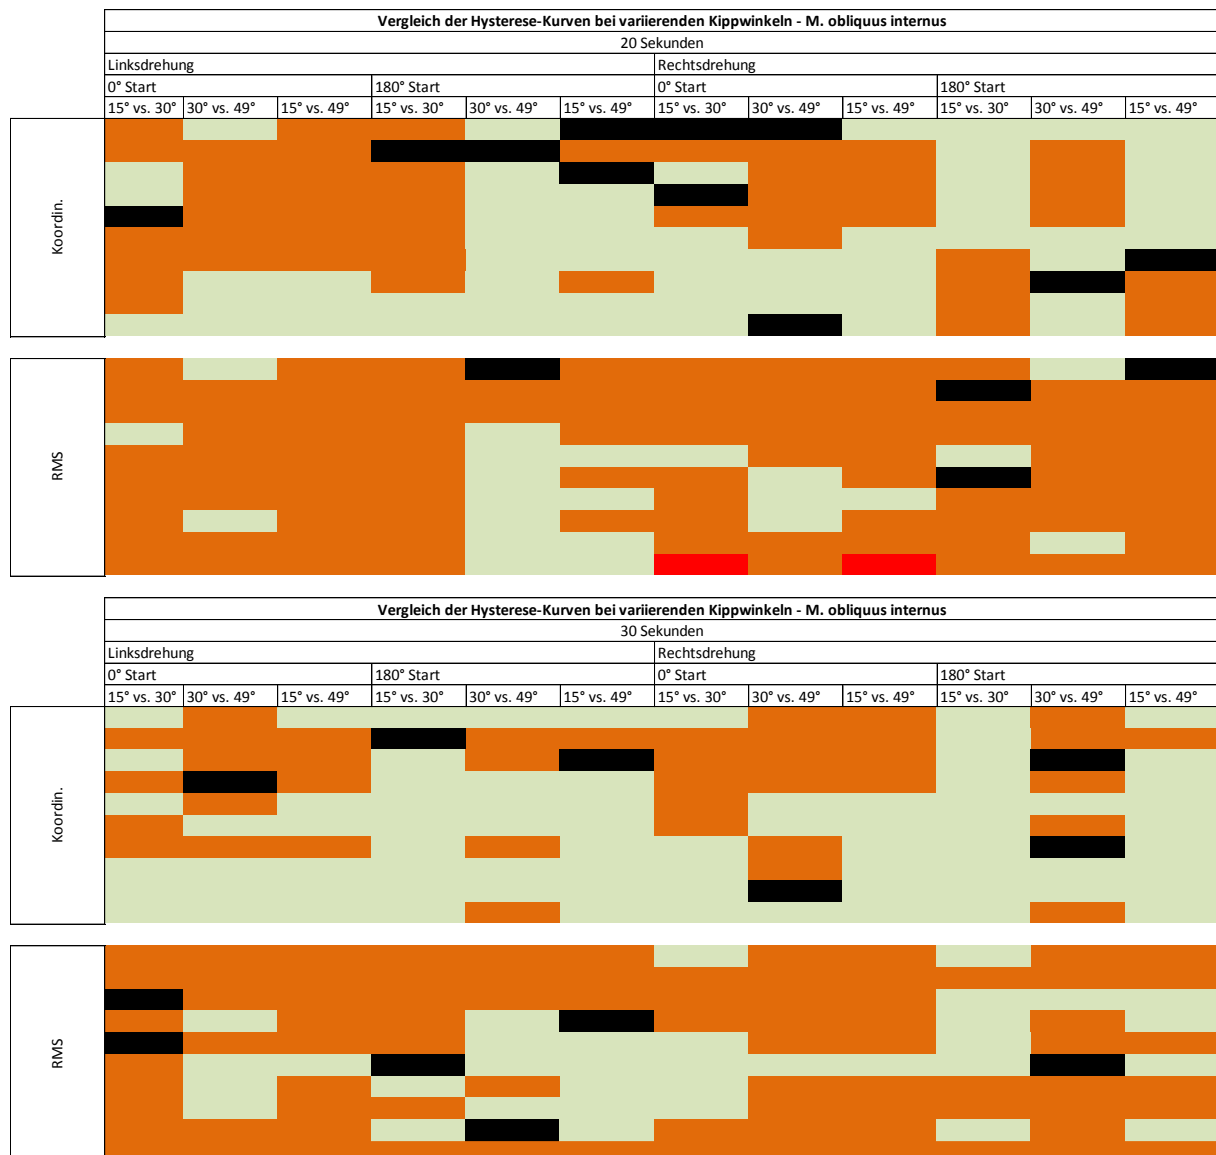 Vergleich der Hysterese-Kurven bei variierenden Kippwinkeln - M. obliquus internus
20 Sekunden
Linksdrehung Rechtsdrehung
0° Start 180° Start 0° Start 180° Start
15° vs. 30° 30° vs. 49° 15° vs. 49° 15° vs. 30° 30° vs. 49° 15° vs. 49° 15° vs. 30° 30° vs. 49° 15° vs. 49° 15° vs. 30° 30° vs. 49° 15° vs. 49°
Koordin.
RMS
Vergleich der Hysterese-Kurven bei variierenden Kippwinkeln - M. obliquus internus
30 Sekunden
Linksdrehung Rechtsdrehung
0° Start 180° Start 0° Start 180° Start
15° vs. 30° 30° vs. 49° 15° vs. 49° 15° vs. 30° 30° vs. 49° 15° vs. 49° 15° vs. 30° 30° vs. 49° 15° vs. 49° 15° vs. 30° 30° vs. 49° 15° vs. 49°
Koordin.
RMS